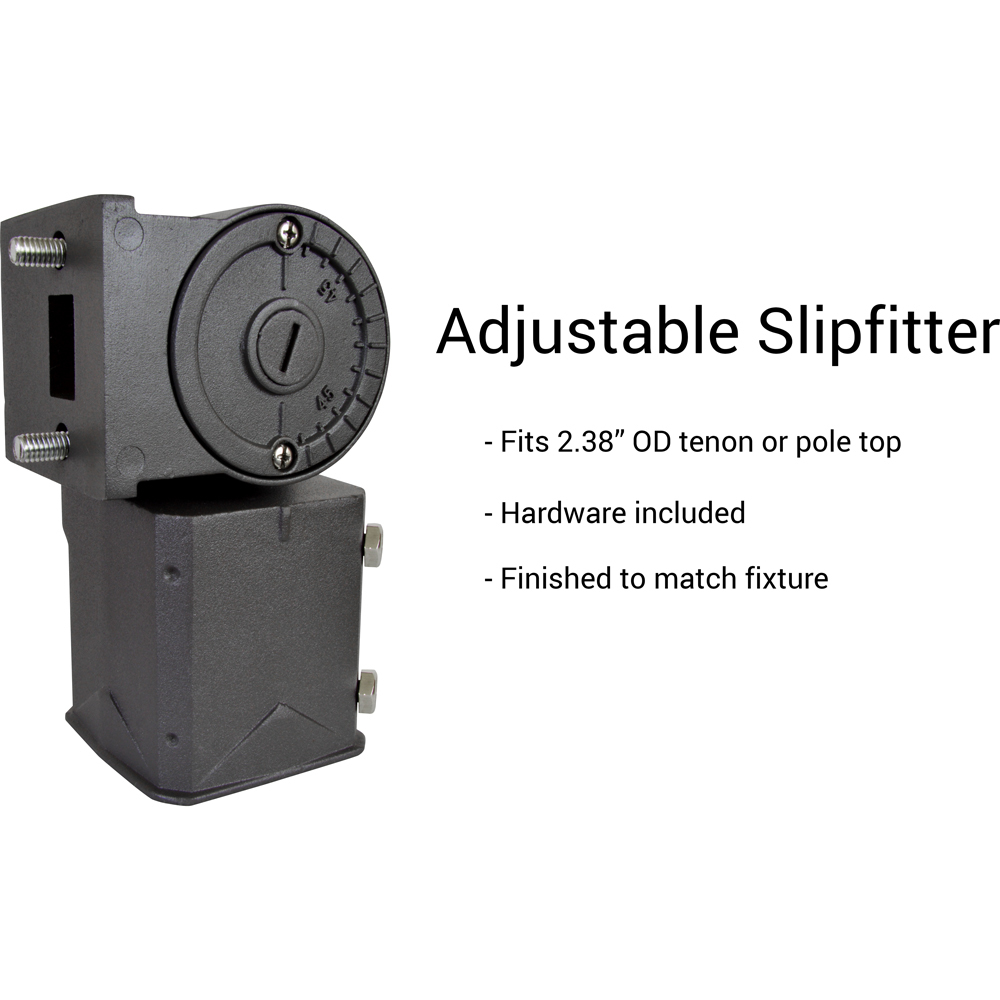 45
45
Adjustable Slipfitter
- Fits 2.38” OD tenon or pole top
- Hardware included
- Finished to match fixture